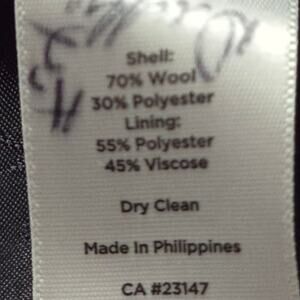 Shell:
70% Wool
30% Polyester
Lining:
55% Polyester
45% Viscose
Dry Clean
Made In Philippines
CA #23147